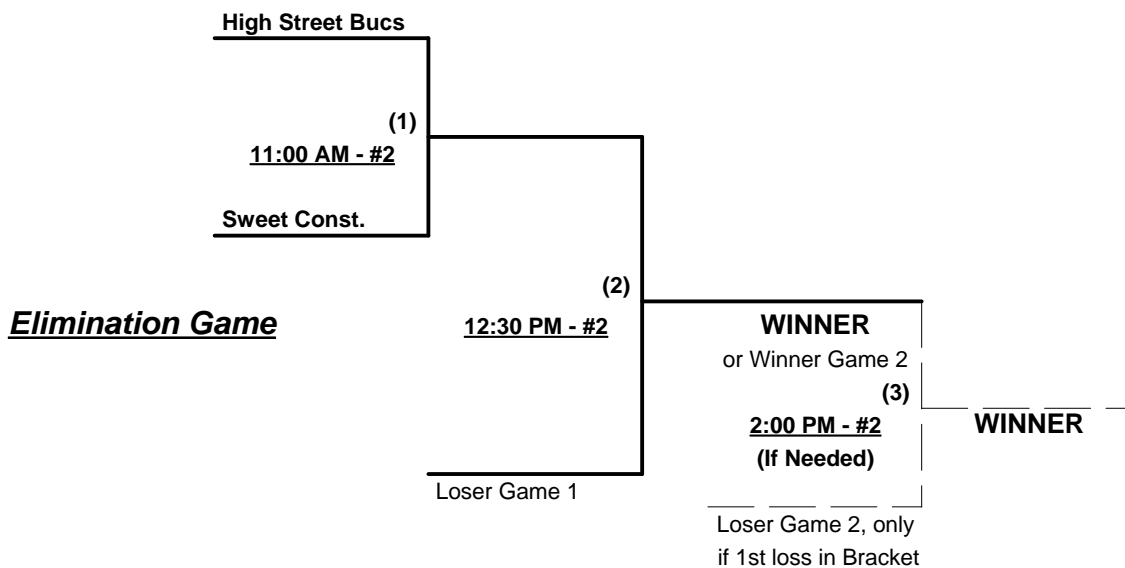 High Street Bucs
(1)
11:00 AM - #2
Sweet Const.
(2)
Elimination Game
12:30 PM - #2
WINNER
or Winner Game 2
(3)
2:00 PM - #2
WINNER
(If Needed)
Loser Game 1
Loser Game 2, only
if 1st loss in Bracket